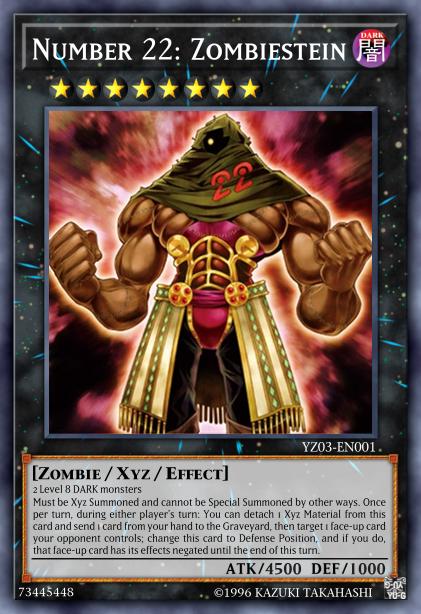 Number 22: Zombiestein
DARK
闇
22
YZ03-EN001
[Zombie / Xyz / Effect]
2 Level 8 DARK monsters
Must be Xyz Summoned and cannot be Special Summoned by other ways. Once
per turn, during either player's turn: You can detach 1 Xyz Material from this
card and send 1 card from your hand to the Graveyard, then target 1 face-up card
your opponent controls; change this card to Defense Position, and if you do,
that face-up card has its effects negated until the end of this turn.
ATK/4500 DEF/1000
73445448
©1996 KAZUKI TAKAHASHI